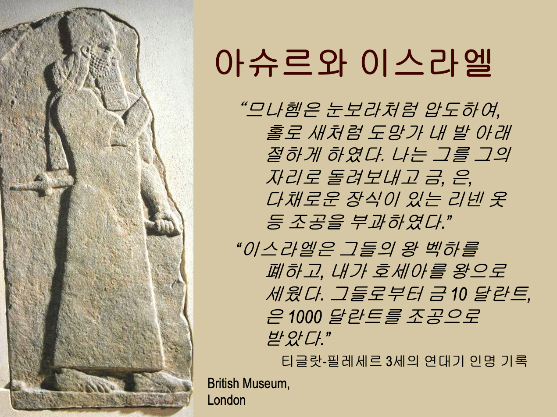 아슈르와 이스라엘
“므나헴은 눈보라처럼 압도하여,
홀로 새처럼 도망가 내 발 아래
절하게 하였다. 나는 그를 그의
자리로 돌려보내고 금, 은,
다채로운 장식이 있는 리넨 옷
등 조공을 부과하였다.”
“이스라엘은 그들의 왕 벡하를
폐하고, 내가 호세아를 왕으로
세웠다. 그들로부터 금 10 달란트,
은 1000 달란트를 조공으로
받았다.”
티글랏-필레세르 3세의 연대기 인명 기록
British Museum,
London